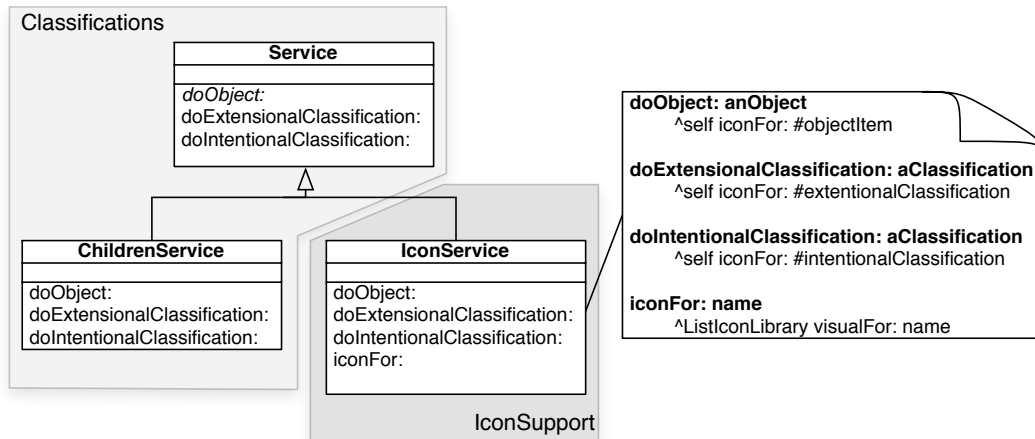 Classifications
Service
doObject:
doExtensionalClassification:
doIntentionalClassification:
ChildrenService
doObject:
doExtensionalClassification:
doIntentionalClassification:
IconService
doObject:
doExtensionalClassification:
doIntentionalClassification:
iconFor:
IconSupport
doObject: anObject
^self iconFor: #objectItem
doExtensionalClassification: aClassification
^self iconFor: #extentionalClassification
doIntentionalClassification: aClassification
^self iconFor: #intentionalClassification
iconFor: name
^ListIconLibrary visualFor: name